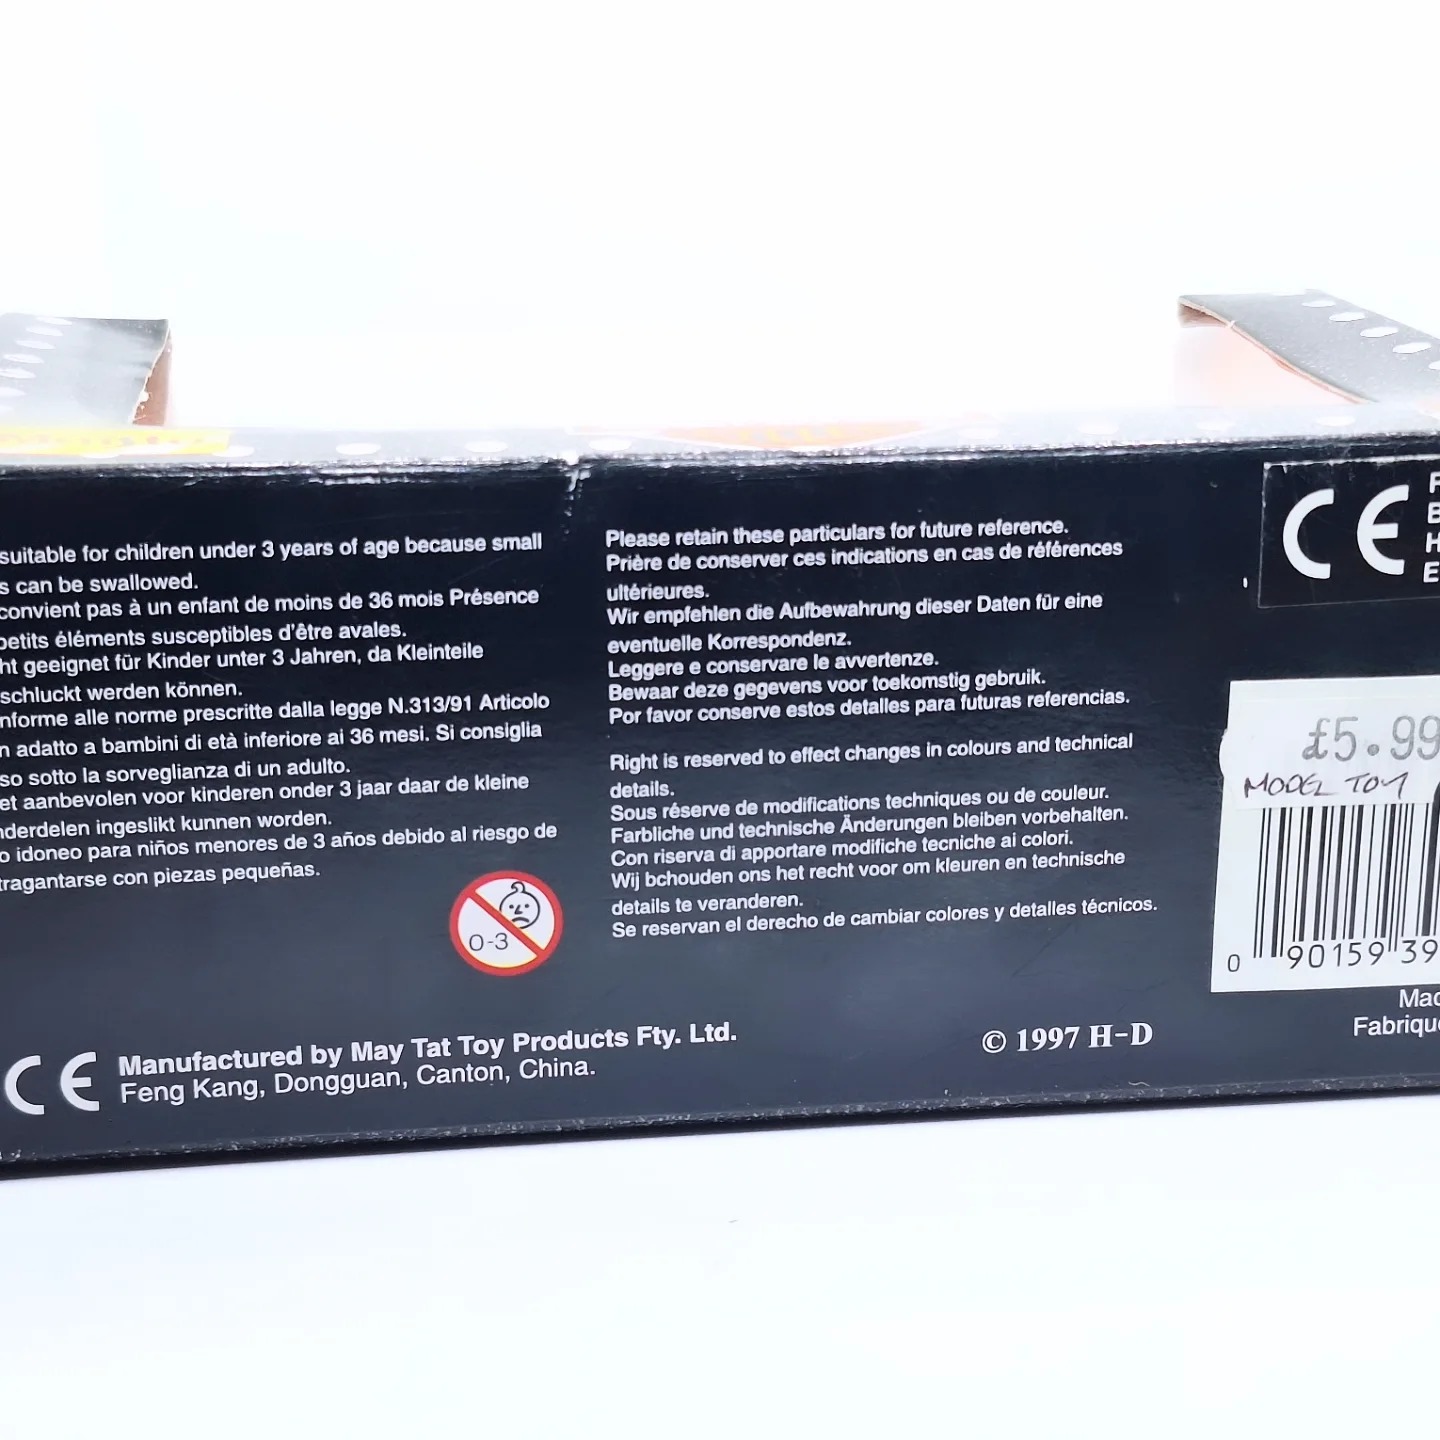 suitable for children under 3 years of age because small
s can be swallowed.
convient pas à un enfant de moins de 36 mois Présence
petits éléments susceptibles d'être avales.
ht geeignet für Kinder unter 3 Jahren, da Kleinteile
schluckt werden können.
nforme alle norme prescritte dalla legge N.313/91 Articolo
n adatto a bambini di età inferiore ai 36 mesi. Si consiglia
so sotto la sorveglianza di un adulto.
et aanbevolen voor kinderen onder 3 jaar daar de kleine
nderdelen ingeslikt kunnen worden.
o idoneo para niños menores de 3 años debido al riesgo de
tragantarse con piezas pequeñas.
0-3
CE Manufactured by May Tat Toy Products Fty. Ltd.
Feng Kang, Dongguan, Canton, China.
Please retain these particulars for future reference.
Prière de conserver ces indications en cas de références
ultérieures.
Wir empfehlen die Aufbewahrung dieser Daten für eine
eventuelle Korrespondenz.
Leggere e conservare le avvertenze.
Bewaar deze gegevens voor toekomstig gebruik.
Por favor conserve estos detalles para futuras referencias.
Right is reserved to effect changes in colours and technical
details.
Sous réserve de modifications techniques ou de couleur.
Farbliche und technische Änderungen bleiben vorbehalten.
Con riserva di apportare modifiche tecniche ai colori.
Wij bchouden ons het recht voor om kleuren en technische
details te veranderen.
Se reservan el derecho de cambiar colores y detalles técnicos.
© 1997 H-D
CE
£5.99
MODEL TOY
0 90159 39
Mad
Fabrique